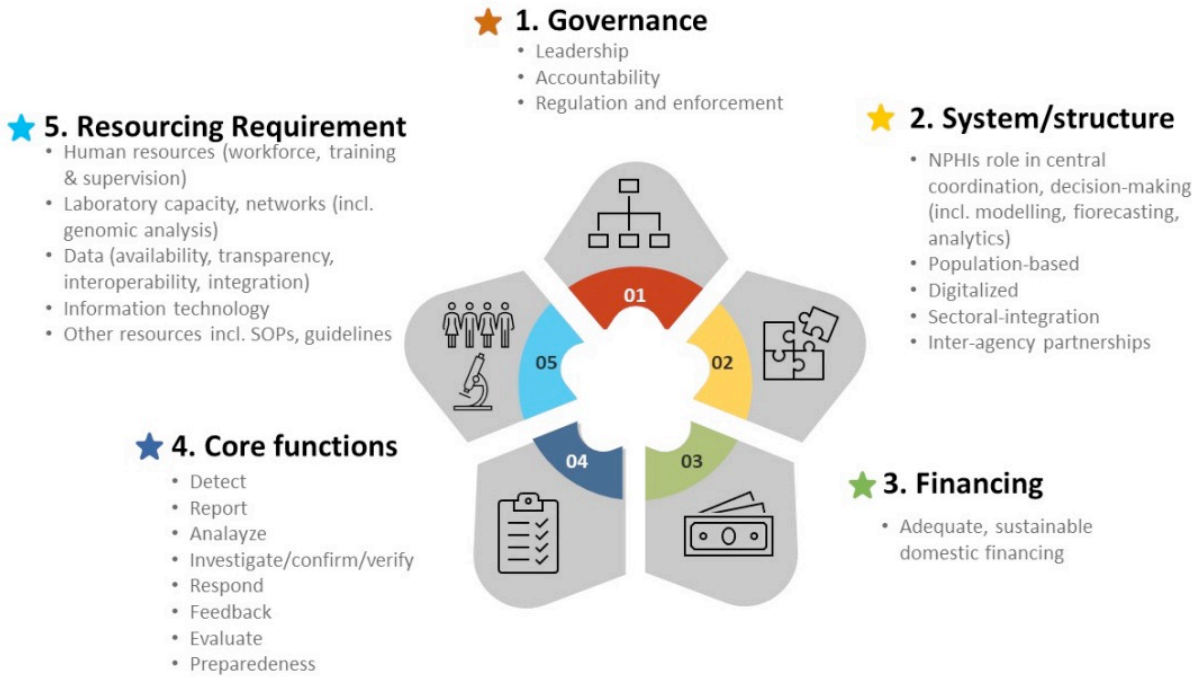 1. Governance
• Leadership
• Accountability
• Regulation and enforcement
2. System/structure
• NPHIs role in central
coordination, decision-making
(incl. modelling, fiorecasting,
analytics)
• Population-based
• Digitalized
• Sectoral-integration
• Inter-agency partnerships
3. Financing
• Adequate, sustainable
domestic financing
4. Core functions
• Detect
• Report
• Analayze
• Investigate/confirm/verify
• Respond
• Feedback
• Evaluate
• Preparedeness
5. Resourcing Requirement
• Human resources (workforce, training
& supervision)
• Laboratory capacity, networks (incl.
genomic analysis)
• Data (availability, transparency,
interoperability, integration)
• Information technology
• Other resources incl. SOPs, guidelines
01
02
03
04
05